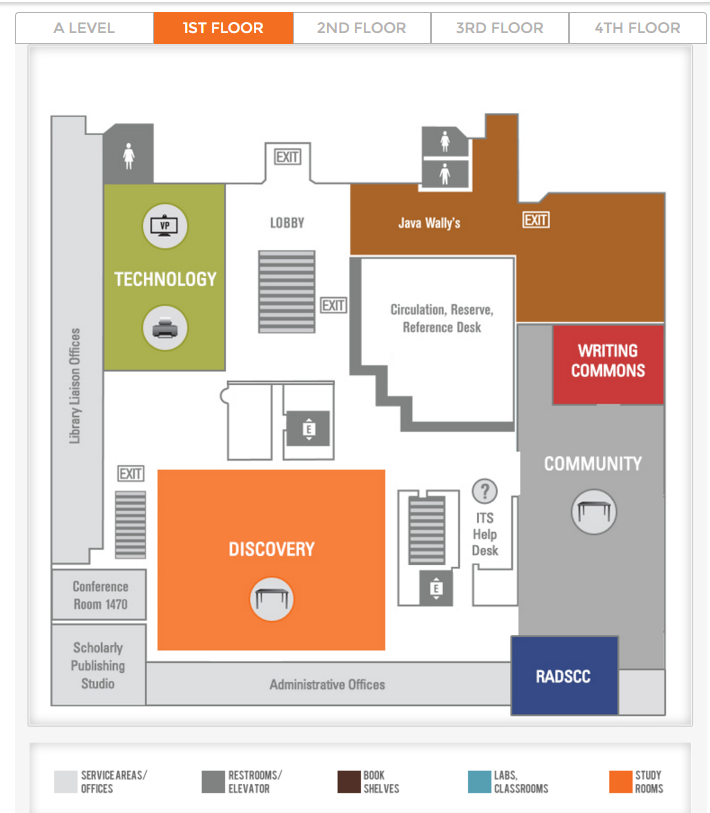 A LEVEL
1ST FLOOR
2ND FLOOR
3RD FLOOR
4TH FLOOR
EXIT
VP
LOBBY
Java Wally's
EXIT
TECHNOLOGY
EXIT
Circulation, Reserve,
Reference Desk
Library Liaison Offices
WRITING
COMMONS
E
COMMUNITY
EXIT
?
ITS
Help
Desk
DISCOVERY
E
Conference
Room 1470
Scholarly
Publishing
Studio
Administrative Offices
RADSCC
SERVICE AREAS/
OFFICES
RESTROOMS/
ELEVATOR
BOOK
SHELVES
LABS,
CLASSROOMS
STUDY
ROOMS